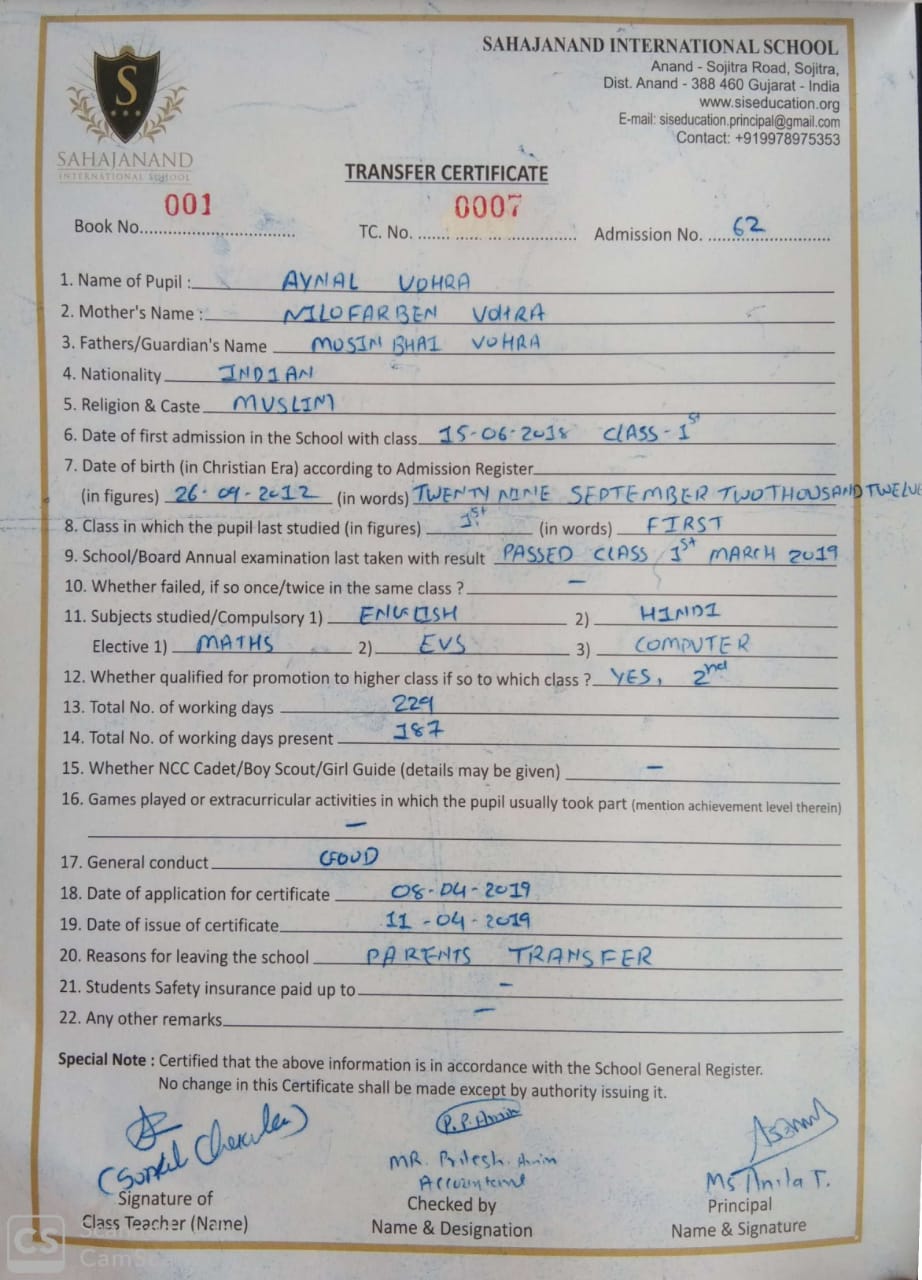 SAHAJANAND INTERNATIONAL SCHOOL
Anand - Sojitra Road, Sojitra,
Dist. Anand - 388 460 Gujarat - India
www.siseducation.org
E-mail: siseducation.principal@gmail.com
Contact: +919978975353
S
SAHAJANAND
INTERNATIONAL SCHOOL
TRANSFER CERTIFICATE
Book No. 001 TC. No. 0007 Admission No. 62
1. Name of Pupil : AYNAL VOHRA
2. Mother's Name : NILOFARBEN VOHRA
3. Fathers/Guardian's Name MOSINBHAI VOHRA
4. Nationality INDIAN
5. Religion & Caste MUSLIM
6. Date of first admission in the School with class 15-06-2018 CLASS-1st
7. Date of birth (in Christian Era) according to Admission Register
(in figures) 26-09-2012 (in words) TWENTY NINE SEPTEMBER TWO THOUSAND TWELVE
8. Class in which the pupil last studied (in figures) 1st (in words) FIRST
9. School/Board Annual examination last taken with result PASSED CLASS 1st MARCH 2019
10. Whether failed, if so once/twice in the same class ? –
11. Subjects studied/Compulsory 1) ENGLISH 2) HINDI
Elective 1) MATHS 2) EVS 3) COMPUTER
12. Whether qualified for promotion to higher class if so to which class ? YES, 2nd
13. Total No. of working days 229
14. Total No. of working days present 187
15. Whether NCC Cadet/Boy Scout/Girl Guide (details may be given) –
16. Games played or extracurricular activities in which the pupil usually took part (mention achievement level therein)
–
17. General conduct GOOD
18. Date of application for certificate 08-04-2019
19. Date of issue of certificate 11-04-2019
20. Reasons for leaving the school PARENTS TRANSFER
21. Students Safety insurance paid up to –
22. Any other remarks –
Special Note : Certified that the above information is in accordance with the School General Register.
No change in this Certificate shall be made except by authority issuing it.
P.P. Amin
MR. Amin
Ms Anila T.
Signature of Checked by Principal
Class Teacher (Name) Name & Designation Name & Signature
CS